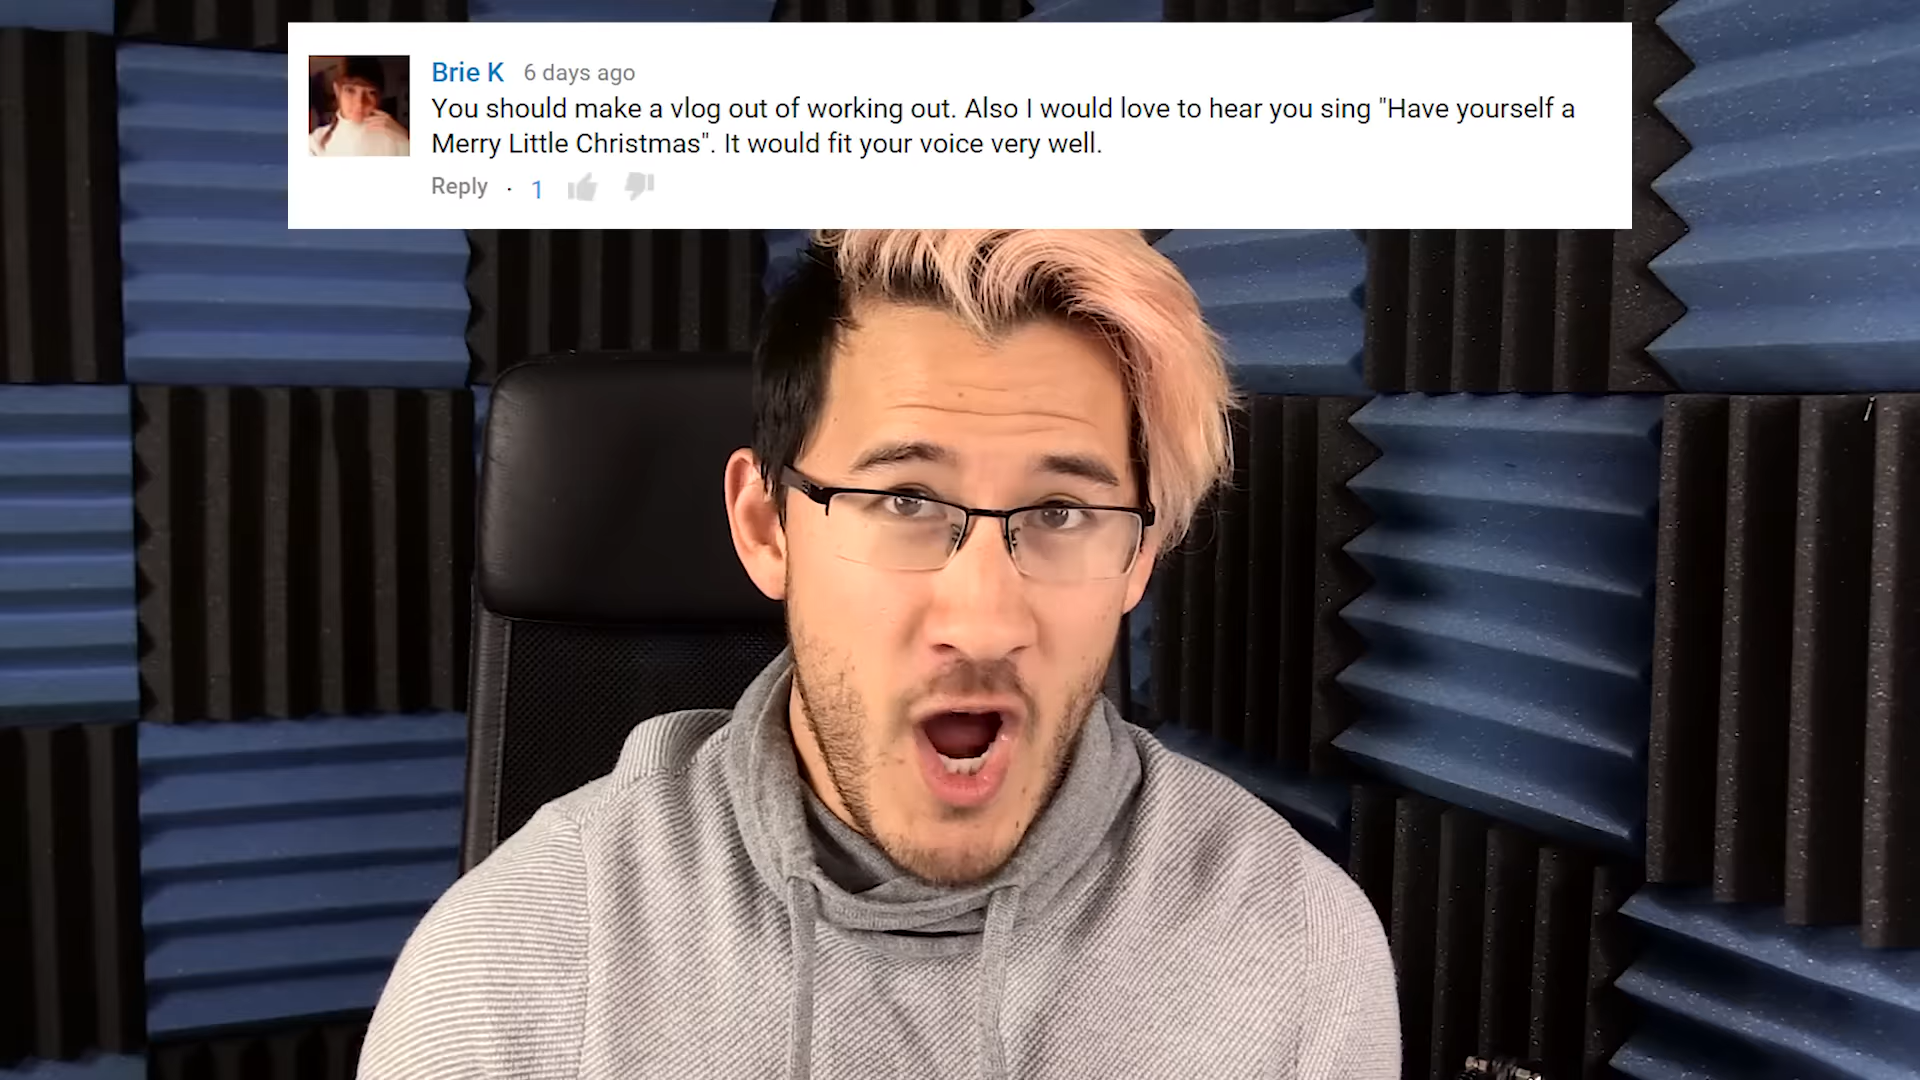 Brie K 6 days ago
You should make a vlog out of working out. Also I would love to hear you sing "Have yourself a
Merry Little Christmas". It would fit your voice very well.
Reply · 1